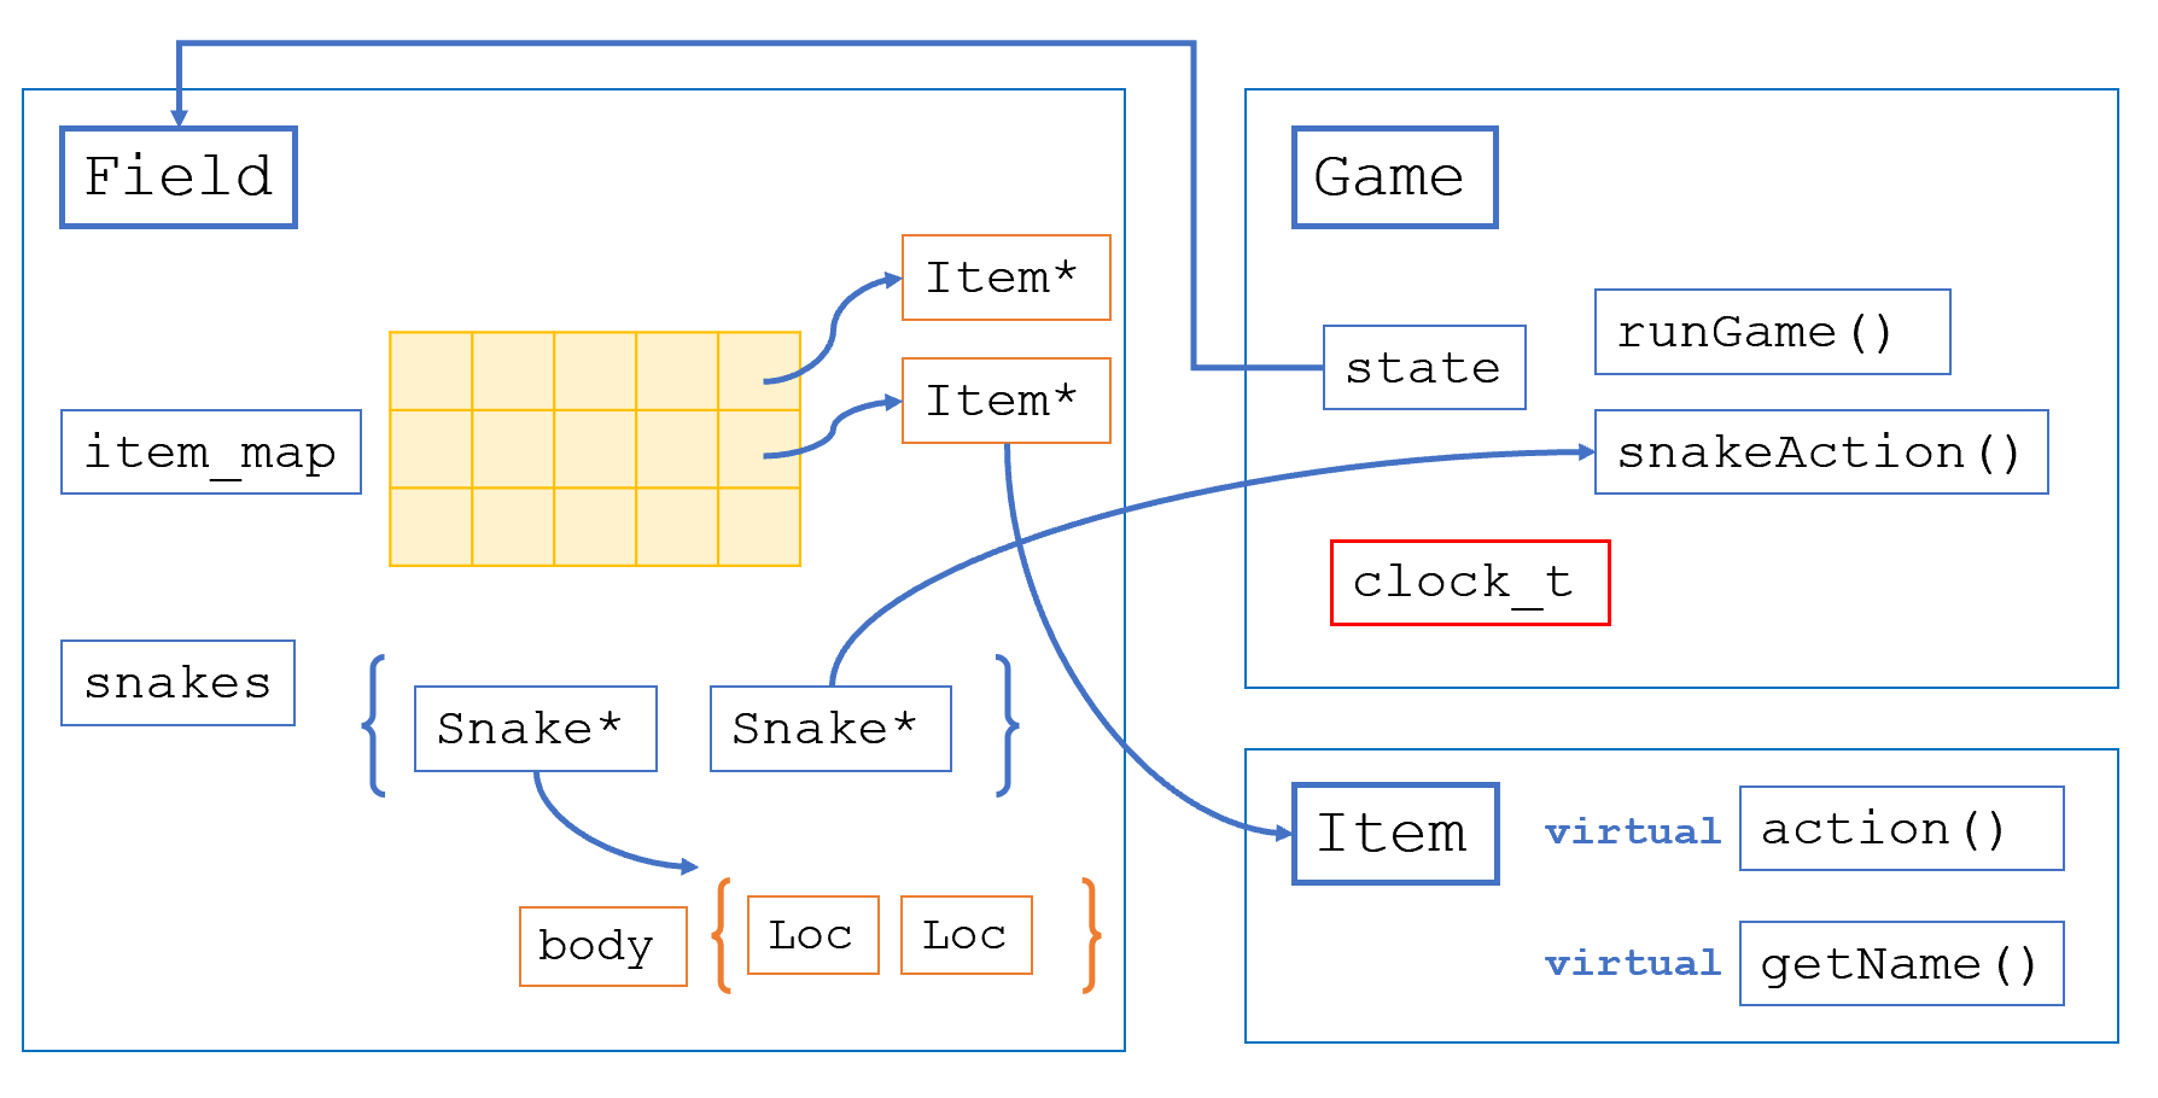 Field
Item*
Item*
item_map
snakes
Snake*
Snake*
body
Loc
Loc
Game
state
runGame()
snakeAction()
clock_t
Item
virtual
action()
virtual
getName()